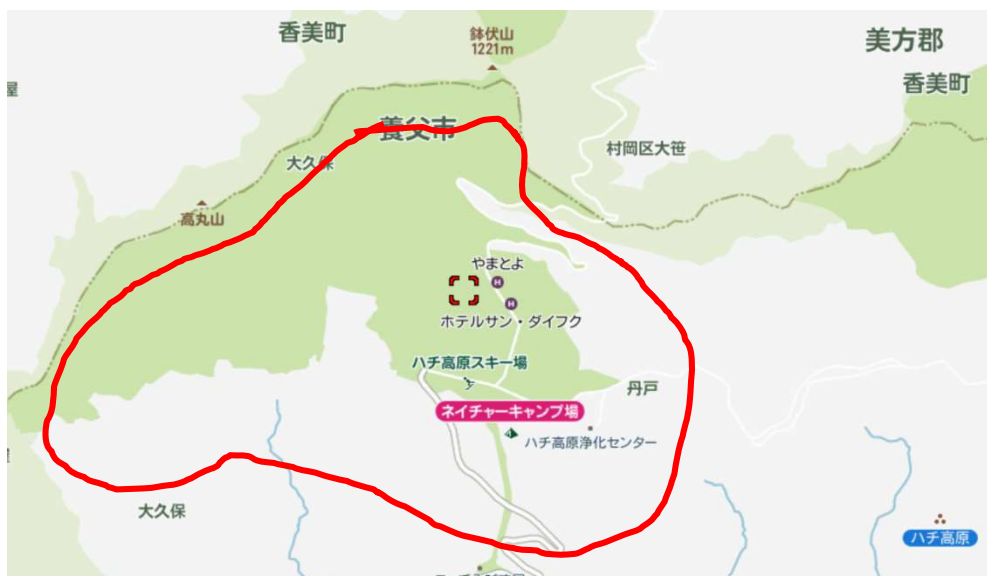 香美町
鉢伏山
1221m
美方郡
香美町
養父市
村岡区大笹
大久保
高丸山
やまとよ
ホテルサン・ダイフク
ハチ高原スキー場
丹戸
ネイチャーキャンプ場
ハチ高原浄化センター
大久保
ハチ高原